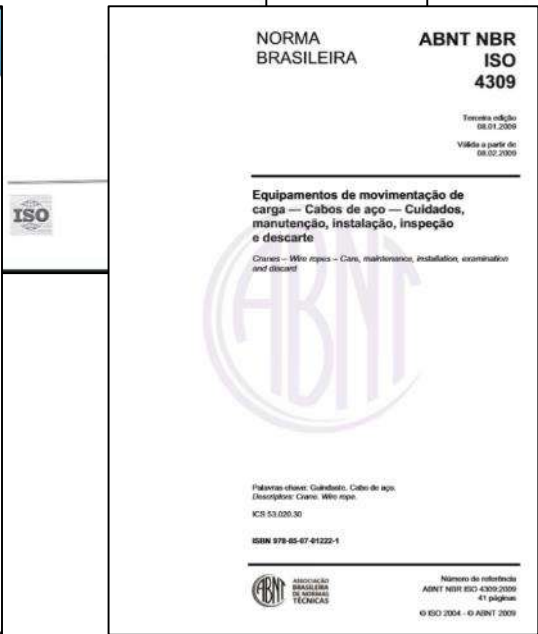 NORMA
BRASILEIRA
ABNT NBR
ISO
4309
Terceira edição
08.01.2009
Válida a partir de
08.02.2009
Equipamentos de movimentação de
carga — Cabos de aço — Cuidados,
manutenção, instalação, inspeção
e descarte
Cranes – Wire ropes – Care, maintenance, installation, examination
and discard
ABNT
Palavras-chave: Guindaste. Cabo de aço.
Descriptors: Crane. Wire rope.
ICS 53.020.30
ISBN 978-85-07-01222-1
ABNT
ASSOCIAÇÃO
BRASILEIRA
DE NORMAS
TÉCNICAS
Número de referência
ABNT NBR ISO 4309:2009
41 páginas
© ISO 2004 - © ABNT 2009
ISO